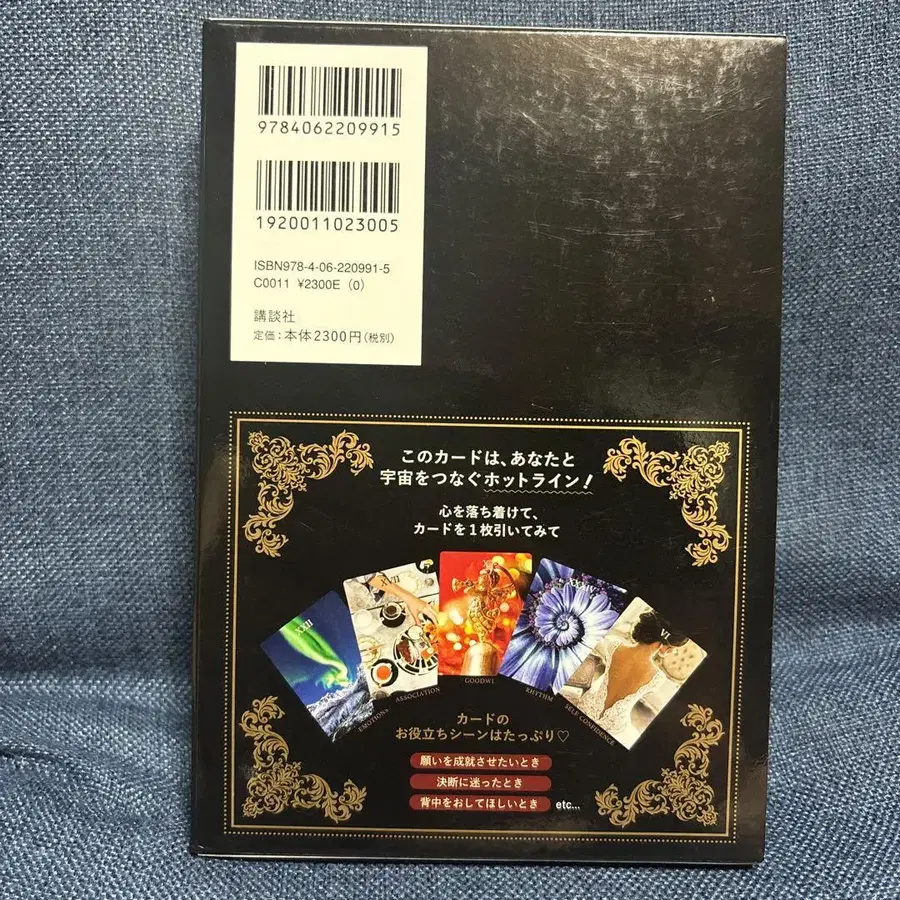 9784062209915
1920011023005
ISBN978-4-06-220991-5
C0011 ¥2300E (0)
講談社
定価:本体2300円(税別)
このカードは、あなたと
宇宙をつなぐホットライン!
心を落ち着けて、
カードを1枚引いてみて
XXII
VI
EMOTIONS
ASSOCIATION
GOODWILL
RHYTHM
SELF CONFIDENCE
カードの
お役立ちシーンはたっぷり♡
願いを成就させたいとき
決断に迷ったとき
背中をおしてほしいとき etc...